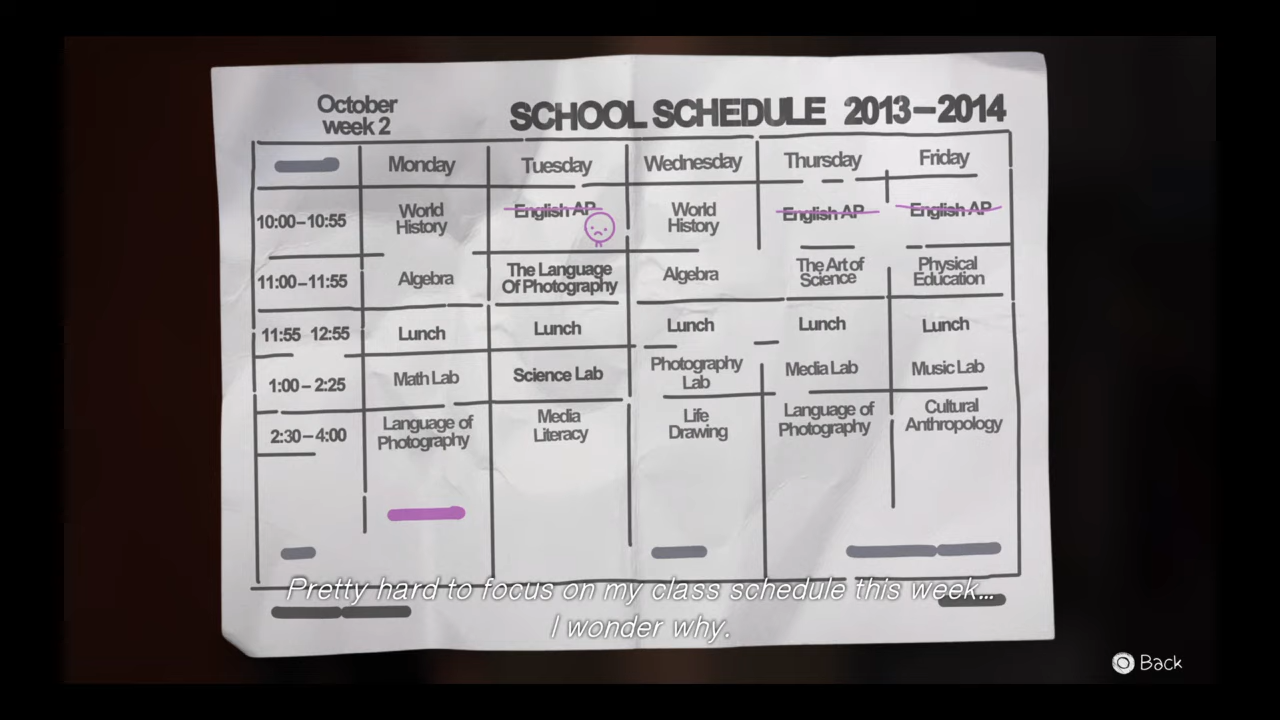 October
week 2
SCHOOL SCHEDULE 2013-2014
Monday Tuesday Wednesday Thursday Friday
10:00-10:55 World History English AP World History English AP English AP
11:00-11:55 Algebra The Language Of Photography Algebra The Art of Science Physical Education
11:55 12:55 Lunch Lunch Lunch Lunch Lunch
1:00-2:25 Math Lab Science Lab Photography Lab Media Lab Music Lab
2:30-4:00 Language of Photography Media Literacy Life Drawing Language of Photography Cultural Anthropology
Pretty hard to focus on my class schedule this week...
I wonder why.
Back